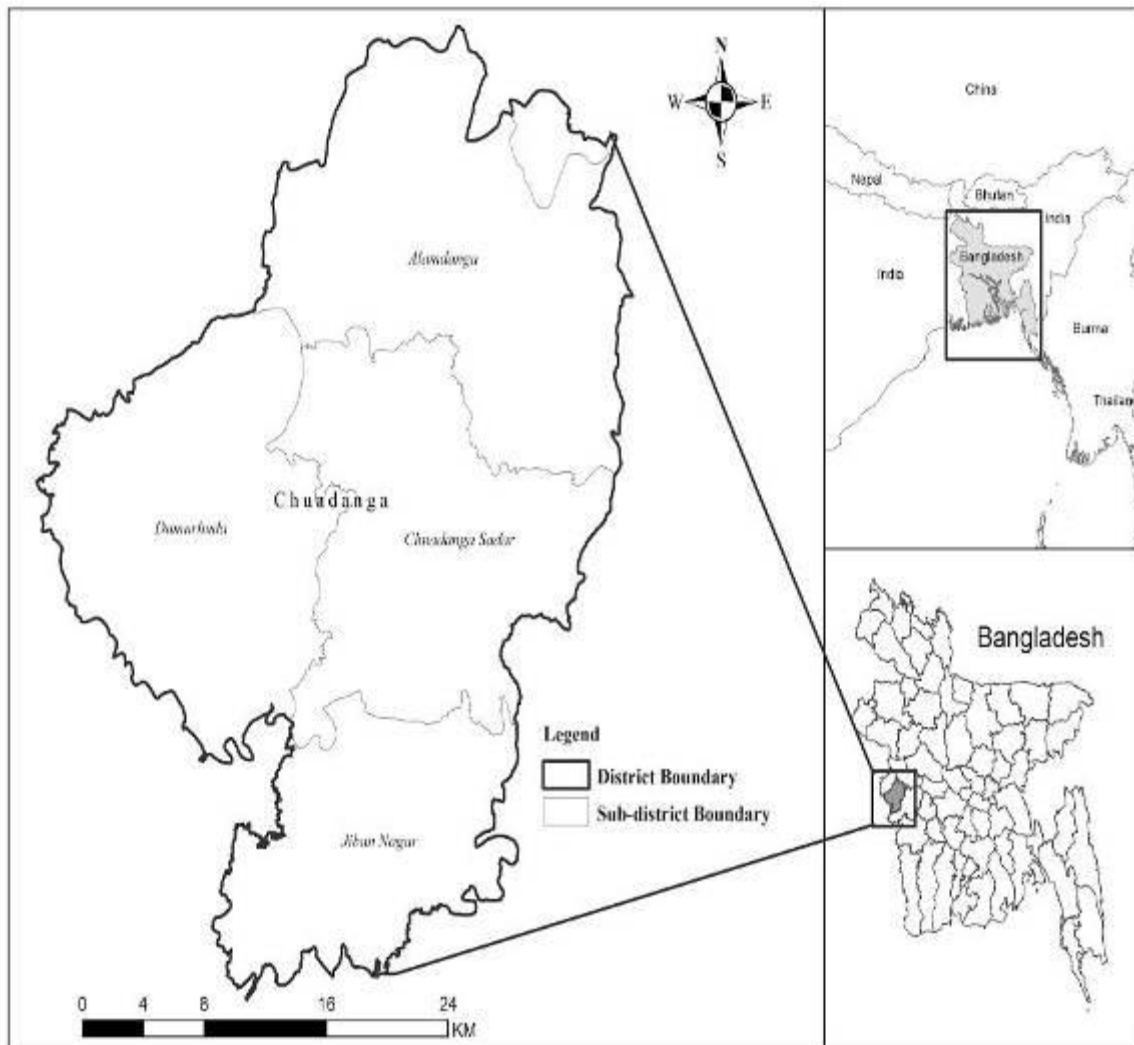 N
W E
S
Alamdanga
Chuadanga
Damurhuda
Chuadanga Sadar
Jiban Nagar
Legend
District Boundary
Sub-district Boundary
0 4 8 16 24
KM
China
Nepal
Bhutan
India
Bangladesh
India
Burma
Thailand
Bangladesh